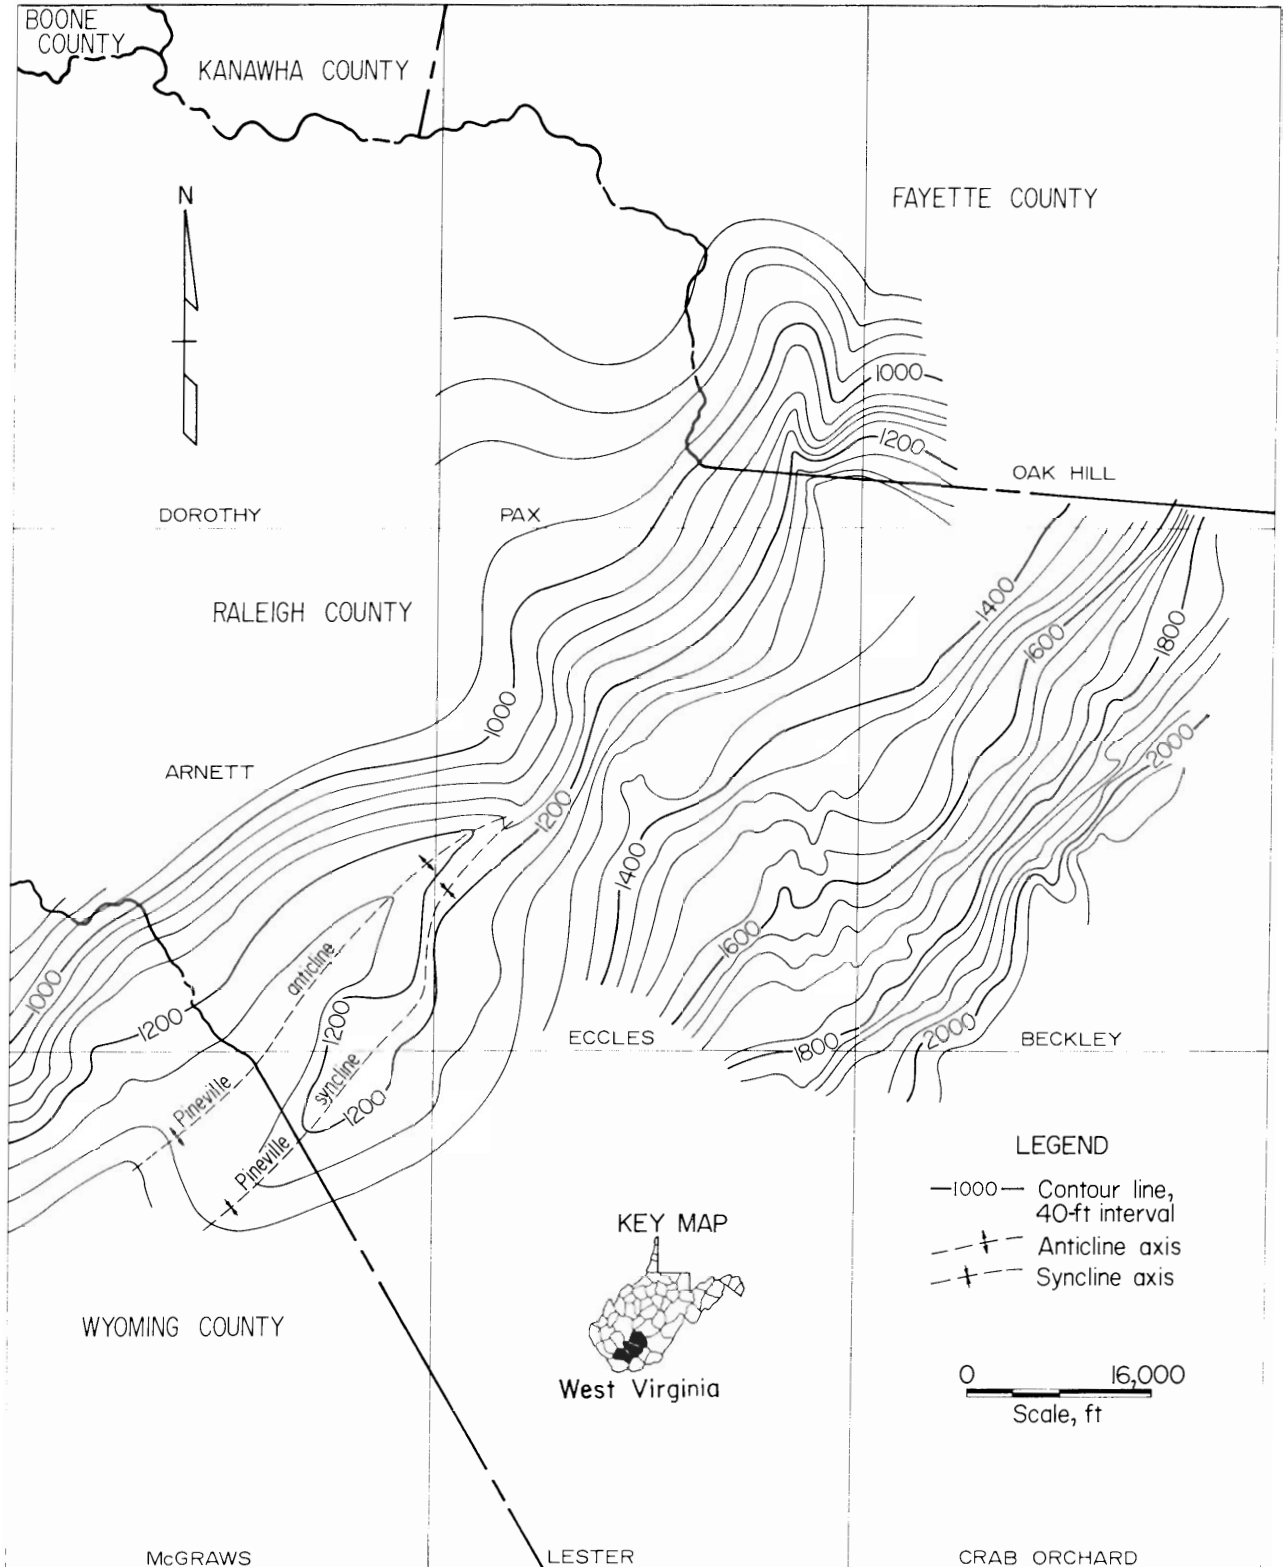 BOONE
COUNTY
KANAWHA COUNTY
N
FAYETTE COUNTY
1000
1200
OAK HILL
DOROTHY
PAX
1400
RALEIGH COUNTY
1600
1800
1000
2000
ARNETT
1200
1400
1600
anticline
1000
1200
1200
2000
ECCLES
1800
BECKLEY
syncline
Pineville
1200
Pineville
LEGEND
1000 Contour line,
40-ft interval
Anticline axis
Syncline axis
KEY MAP
WYOMING COUNTY
West Virginia
0 16,000
Scale, ft
McGRAWS
LESTER
CRAB ORCHARD